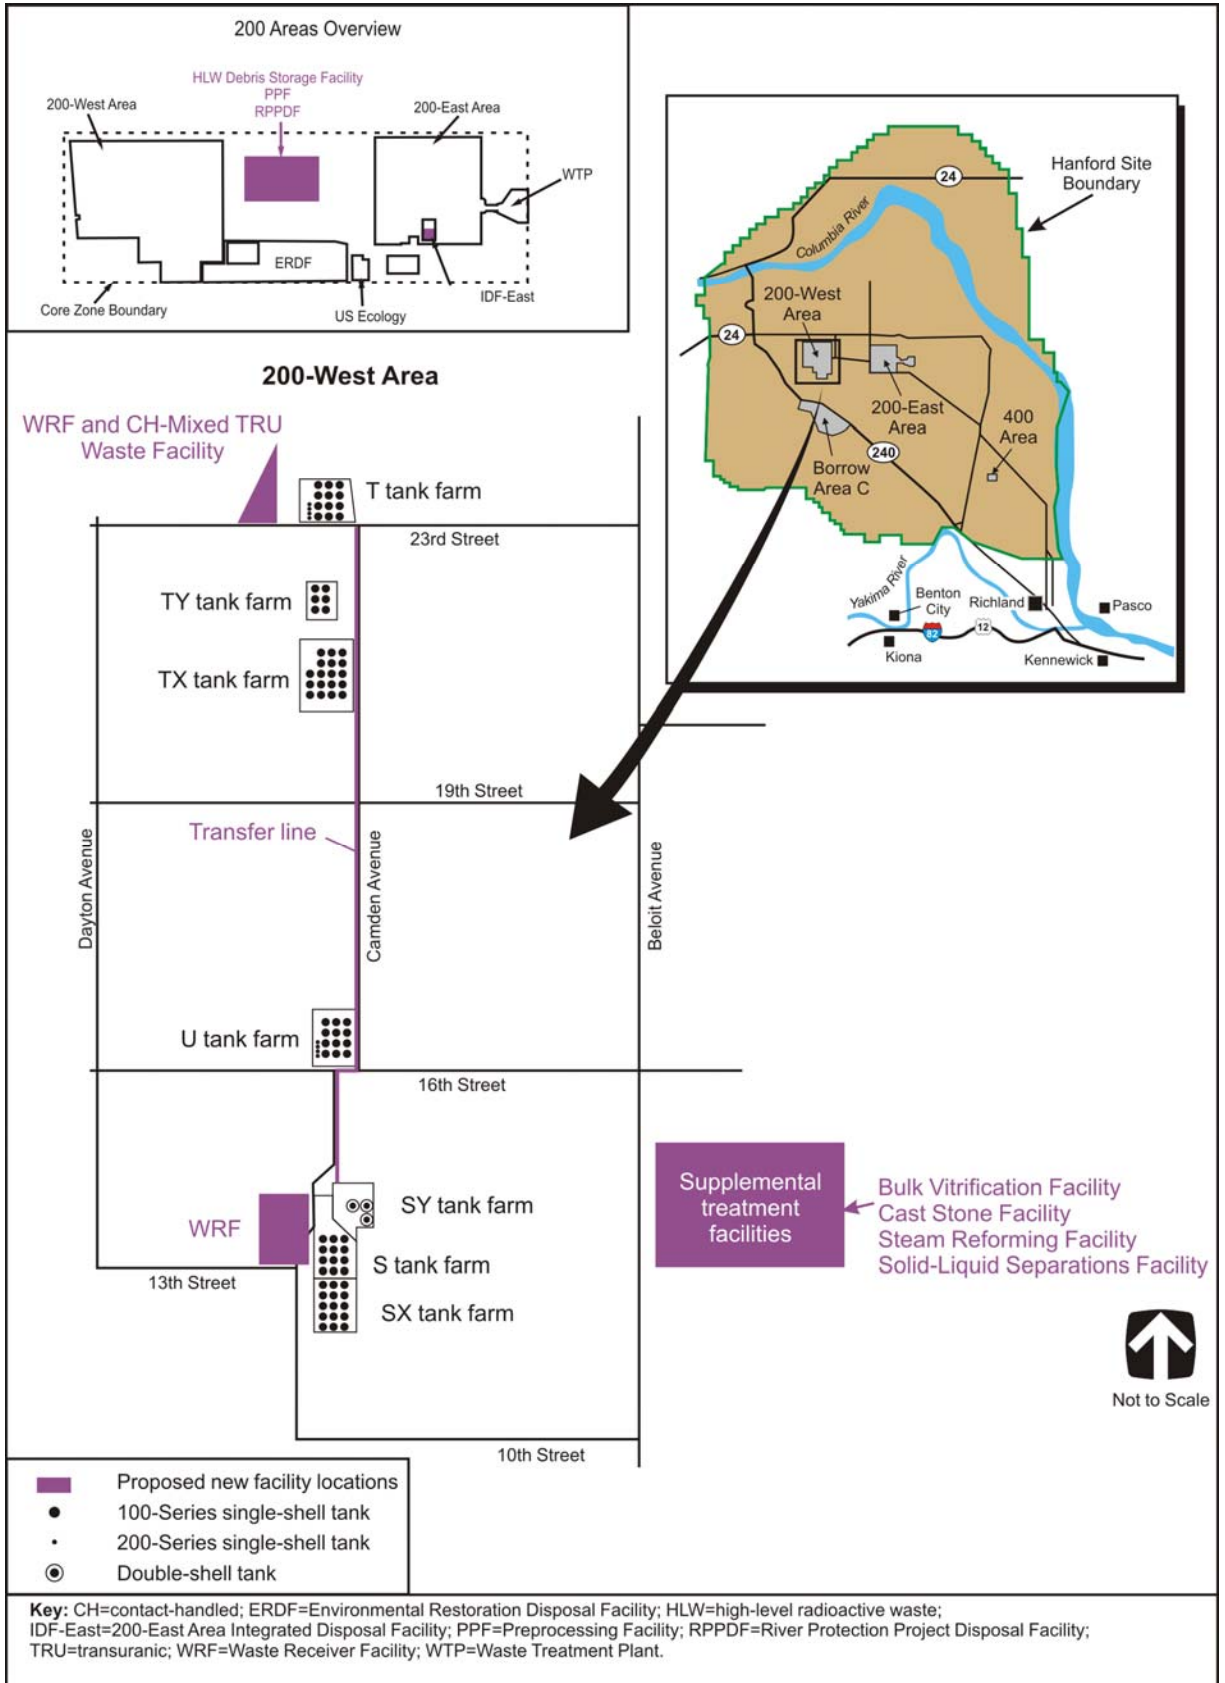 200 Areas Overview
HLW Debris Storage Facility
PPF
RPPDF
200-West Area
200-East Area
WTP
ERDF
IDF-East
Core Zone Boundary
US Ecology
Hanford Site
Boundary
24
Columbia River
200-West
Area
24
200-East
Area
400
Area
240
Borrow
Area C
Yakima River
Benton
City
Richland
Pasco
82
12
Kiona
Kennewick
200-West Area
WRF and CH-Mixed TRU
Waste Facility
T tank farm
23rd Street
TY tank farm
TX tank farm
19th Street
Transfer line
Dayton Avenue
Camden Avenue
Beloit Avenue
U tank farm
16th Street
SY tank farm
WRF
S tank farm
13th Street
SX tank farm
10th Street
Supplemental
treatment
facilities
Bulk Vitrification Facility
Cast Stone Facility
Steam Reforming Facility
Solid-Liquid Separations Facility
Not to Scale
Proposed new facility locations
100-Series single-shell tank
200-Series single-shell tank
Double-shell tank
Key: CH=contact-handled; ERDF=Environmental Restoration Disposal Facility; HLW=high-level radioactive waste;
IDF-East=200-East Area Integrated Disposal Facility; PPF=Preprocessing Facility; RPPDF=River Protection Project Disposal Facility;
TRU=transuranic; WRF=Waste Receiver Facility; WTP=Waste Treatment Plant.